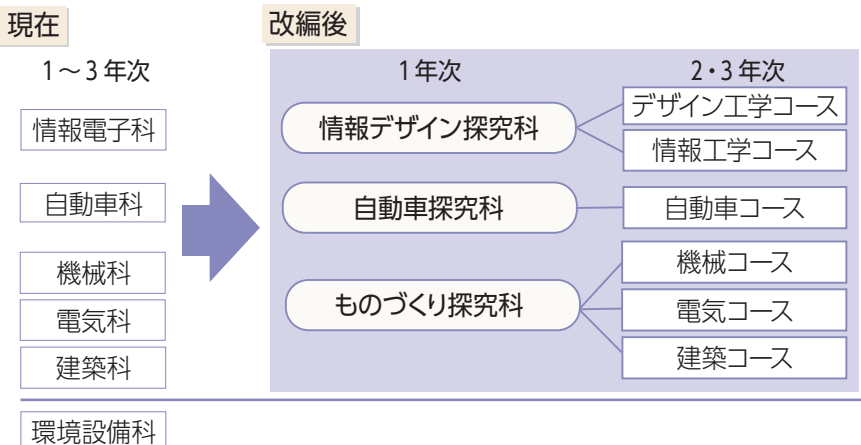 現在
1～3年次
情報電子科
自動車科
機械科
電気科
建築科
環境設備科
改編後
1年次
情報デザイン探究科
自動車探究科
ものづくり探究科
2・3年次
デザイン工学コース
情報工学コース
自動車コース
機械コース
電気コース
建築コース